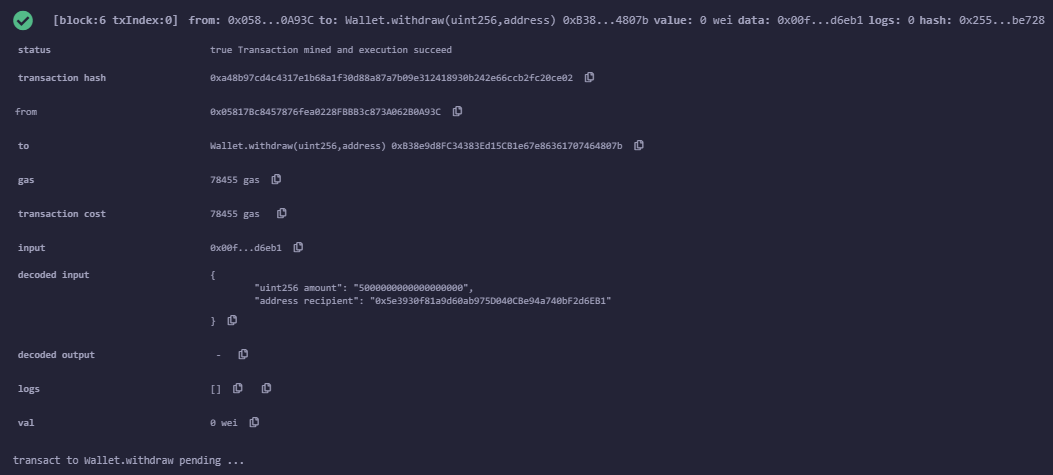 [block:6 txIndex:0] from: 0x058...0A93C to: Wallet.withdraw(uint256,address) 0xB38...4807b value: 0 wei data: 0x00f...d6eb1 logs: 0 hash: 0x255...be728
status true Transaction mined and execution succeed
transaction hash 0xa48b97cd4c4317e1b68a1f30d88a87a7b09e312418930b242e66ccb2fc20ce02
from 0x05817Bc8457876fea0228FBBB3c873A062B0A93C
to Wallet.withdraw(uint256,address) 0xB38e9d8FC34383Ed15CB1e67e86361707464807b
gas 78455 gas
transaction cost 78455 gas
input 0x00f...d6eb1
decoded input {
"uint256 amount": "5000000000000000000",
"address recipient": "0x5e3930f81a9d60ab975D040CBe94a740bF2d6EB1"
}
decoded output -
logs []
val 0 wei
transact to Wallet.withdraw pending ...